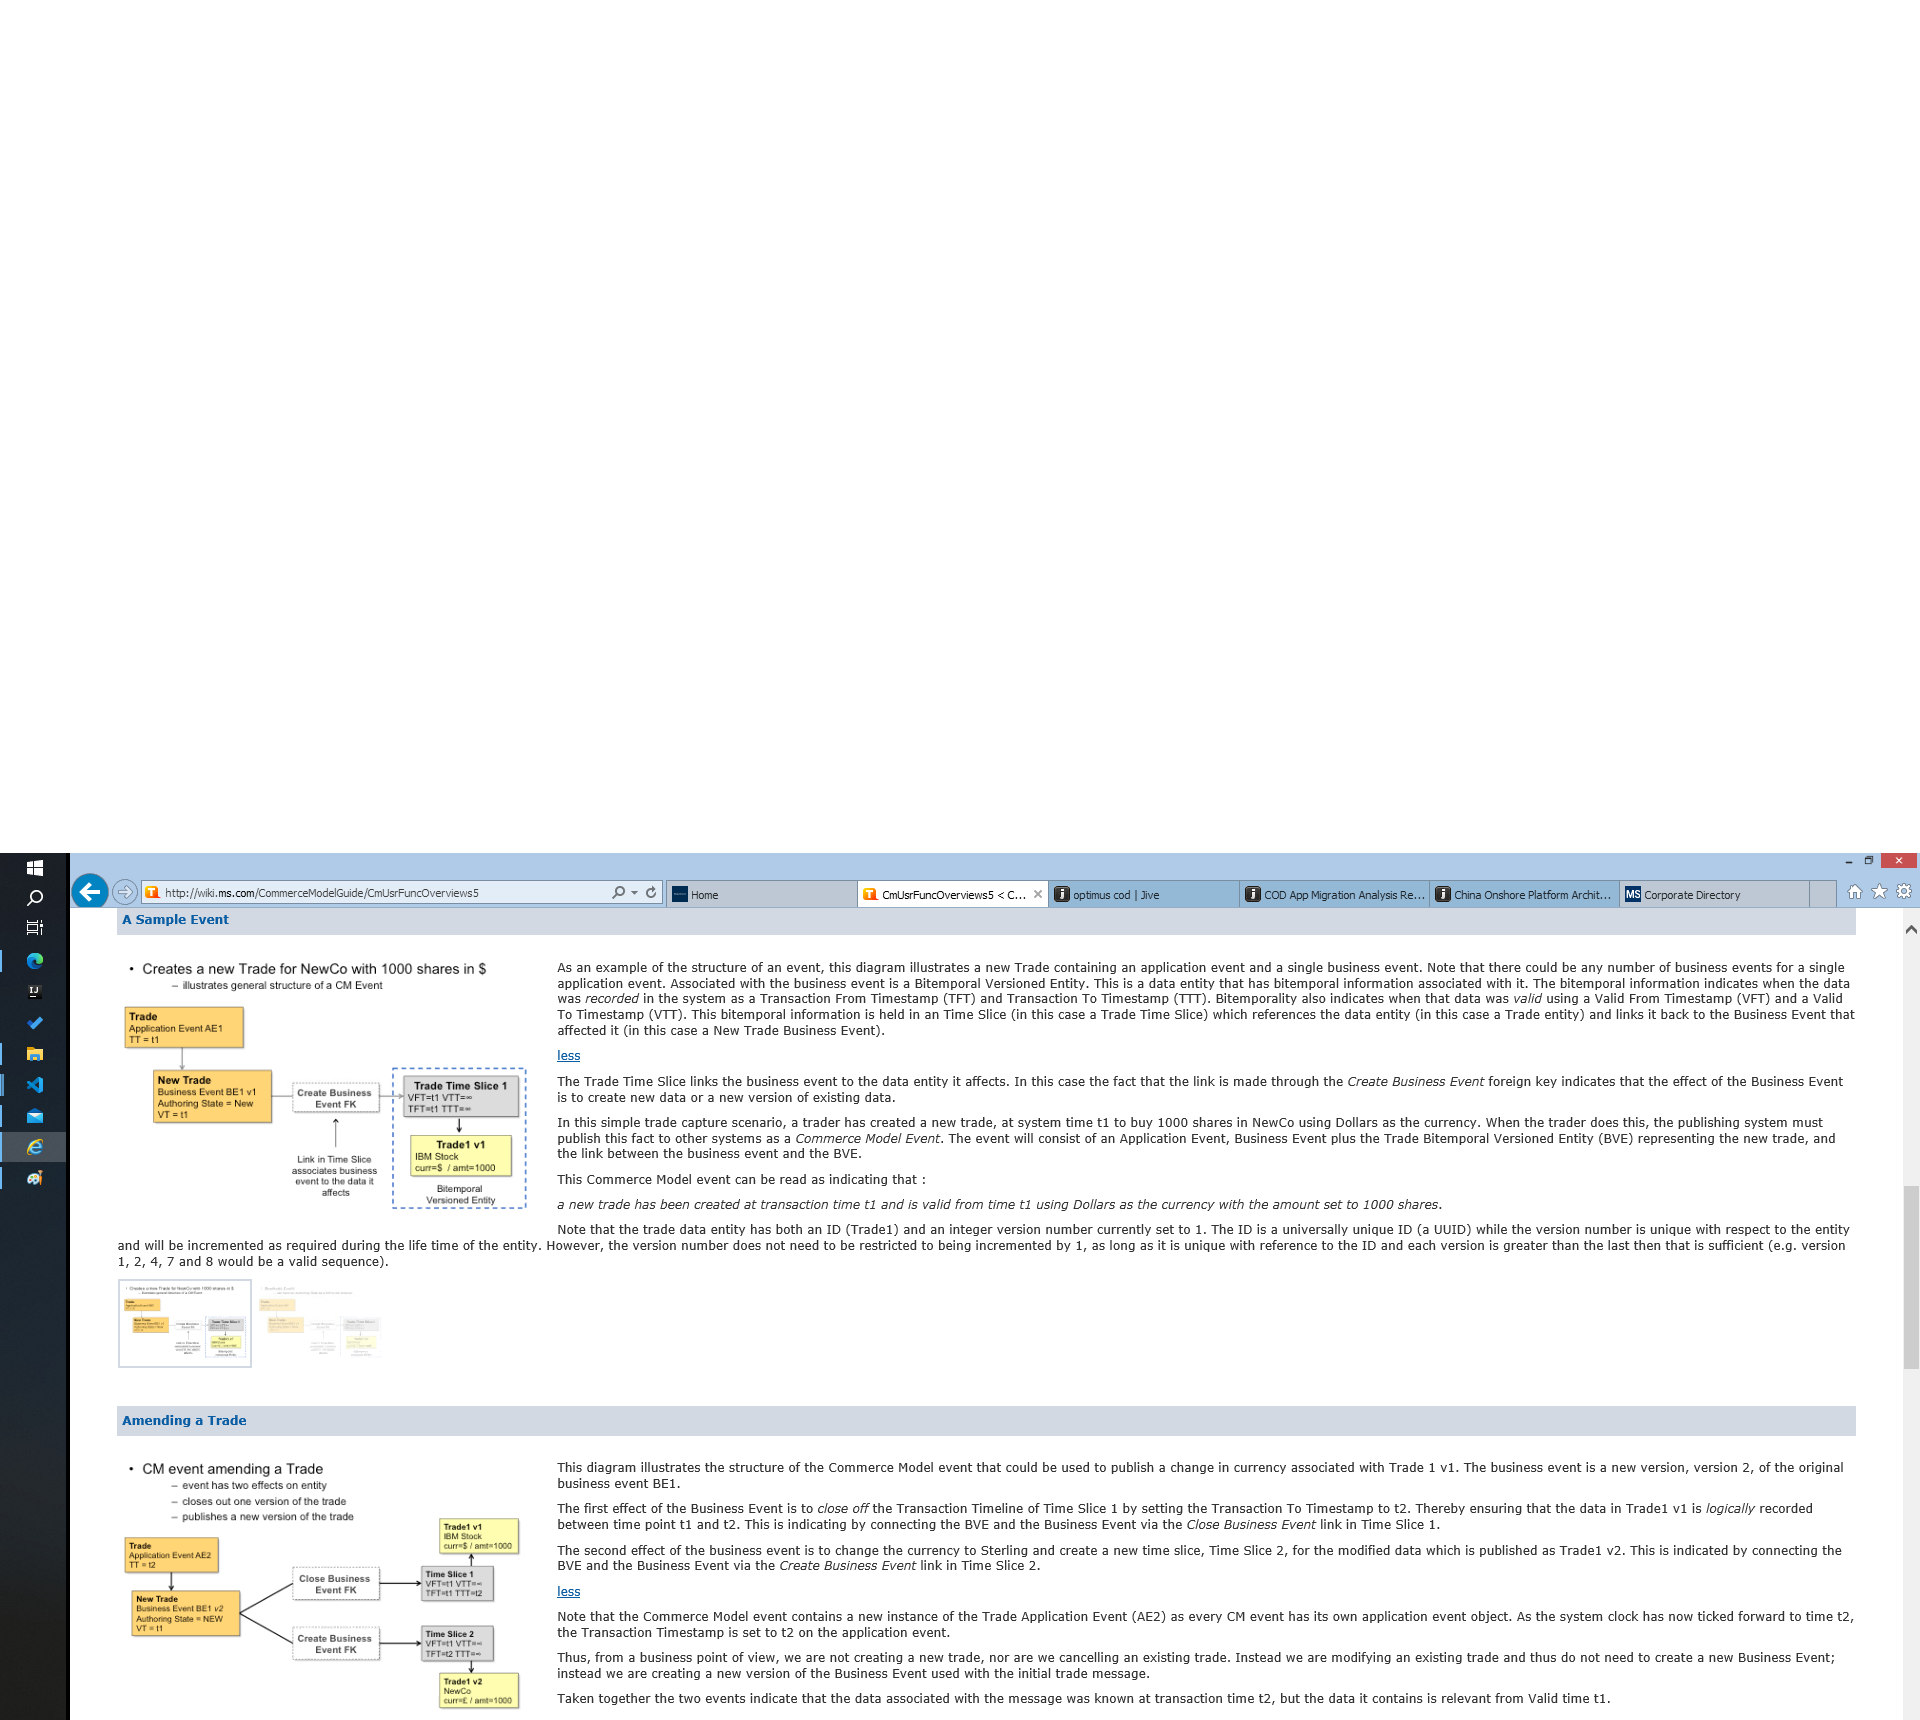 http://wiki.ms.com/CommerceModelGuide/CmUsrFuncOverviews5
Home
CmUsrFuncOverviews5 < C...
optimus cod | Jive
COD App Migration Analysis Re...
China Onshore Platform Archit...
MS Corporate Directory
A Sample Event
• Creates a new Trade for NewCo with 1000 shares in $
– illustrates general structure of a CM Event
Trade
Application Event AE1
TT = t1
New Trade
Business Event BE1 v1
Authoring State = New
VT = t1
Create Business
Event FK
Link in Time Slice
associates business
event to the data it
affects
Trade Time Slice 1
VFT=t1 VTT=∞
TFT=t1 TTT=∞
Trade1 v1
IBM Stock
curr=$ / amt=1000
Bitemporal
Versioned Entity
As an example of the structure of an event, this diagram illustrates a new Trade containing an application event and a single business event. Note that there could be any number of business events for a single
application event. Associated with the business event is a Bitemporal Versioned Entity. This is a data entity that has bitemporal information associated with it. The bitemporal information indicates when the data
was recorded in the system as a Transaction From Timestamp (TFT) and Transaction To Timestamp (TTT). Bitemporality also indicates when that data was valid using a Valid From Timestamp (VFT) and a Valid
To Timestamp (VTT). This bitemporal information is held in an Time Slice (in this case a Trade Time Slice) which references the data entity (in this case a Trade entity) and links it back to the Business Event that
affected it (in this case a New Trade Business Event).
less
The Trade Time Slice links the business event to the data entity it affects. In this case the fact that the link is made through the Create Business Event foreign key indicates that the effect of the Business Event
is to create new data or a new version of existing data.
In this simple trade capture scenario, a trader has created a new trade, at system time t1 to buy 1000 shares in NewCo using Dollars as the currency. When the trader does this, the publishing system must
publish this fact to other systems as a Commerce Model Event. The event will consist of an Application Event, Business Event plus the Trade Bitemporal Versioned Entity (BVE) representing the new trade, and
the link between the business event and the BVE.
This Commerce Model event can be read as indicating that :
a new trade has been created at transaction time t1 and is valid from time t1 using Dollars as the currency with the amount set to 1000 shares.
Note that the trade data entity has both an ID (Trade1) and an integer version number currently set to 1. The ID is a universally unique ID (a UUID) while the version number is unique with respect to the entity
and will be incremented as required during the life time of the entity. However, the version number does not need to be restricted to being incremented by 1, as long as it is unique with reference to the ID and each version is greater than the last then that is sufficient (e.g. version
1, 2, 4, 7 and 8 would be a valid sequence).
Amending a Trade
• CM event amending a Trade
– event has two effects on entity
– closes out one version of the trade
– publishes a new version of the trade
Trade
Application Event AE2
TT = t2
New Trade
Business Event BE1 v2
Authoring State = NEW
VT = t1
Close Business
Event FK
Create Business
Event FK
Trade1 v1
IBM Stock
curr=$ / amt=1000
Time Slice 1
VFT=t1 VTT=∞
TFT=t1 TTT=t2
Time Slice 2
VFT=t1 VTT=∞
TFT=t2 TTT=∞
Trade1 v2
NewCo
curr=£ / amt=1000
This diagram illustrates the structure of the Commerce Model event that could be used to publish a change in currency associated with Trade 1 v1. The business event is a new version, version 2, of the original
business event BE1.
The first effect of the Business Event is to close off the Transaction Timeline of Time Slice 1 by setting the Transaction To Timestamp to t2. Thereby ensuring that the data in Trade1 v1 is logically recorded
between time point t1 and t2. This is indicating by connecting the BVE and the Business Event via the Close Business Event link in Time Slice 1.
The second effect of the business event is to change the currency to Sterling and create a new time slice, Time Slice 2, for the modified data which is published as Trade1 v2. This is indicated by connecting the
BVE and the Business Event via the Create Business Event link in Time Slice 2.
less
Note that the Commerce Model event contains a new instance of the Trade Application Event (AE2) as every CM event has its own application event object. As the system clock has now ticked forward to time t2,
the Transaction Timestamp is set to t2 on the application event.
Thus, from a business point of view, we are not creating a new trade, nor are we cancelling an existing trade. Instead we are modifying an existing trade and thus do not need to create a new Business Event;
instead we are creating a new version of the Business Event used with the initial trade message.
Taken together the two events indicate that the data associated with the message was known at transaction time t2, but the data it contains is relevant from Valid time t1.